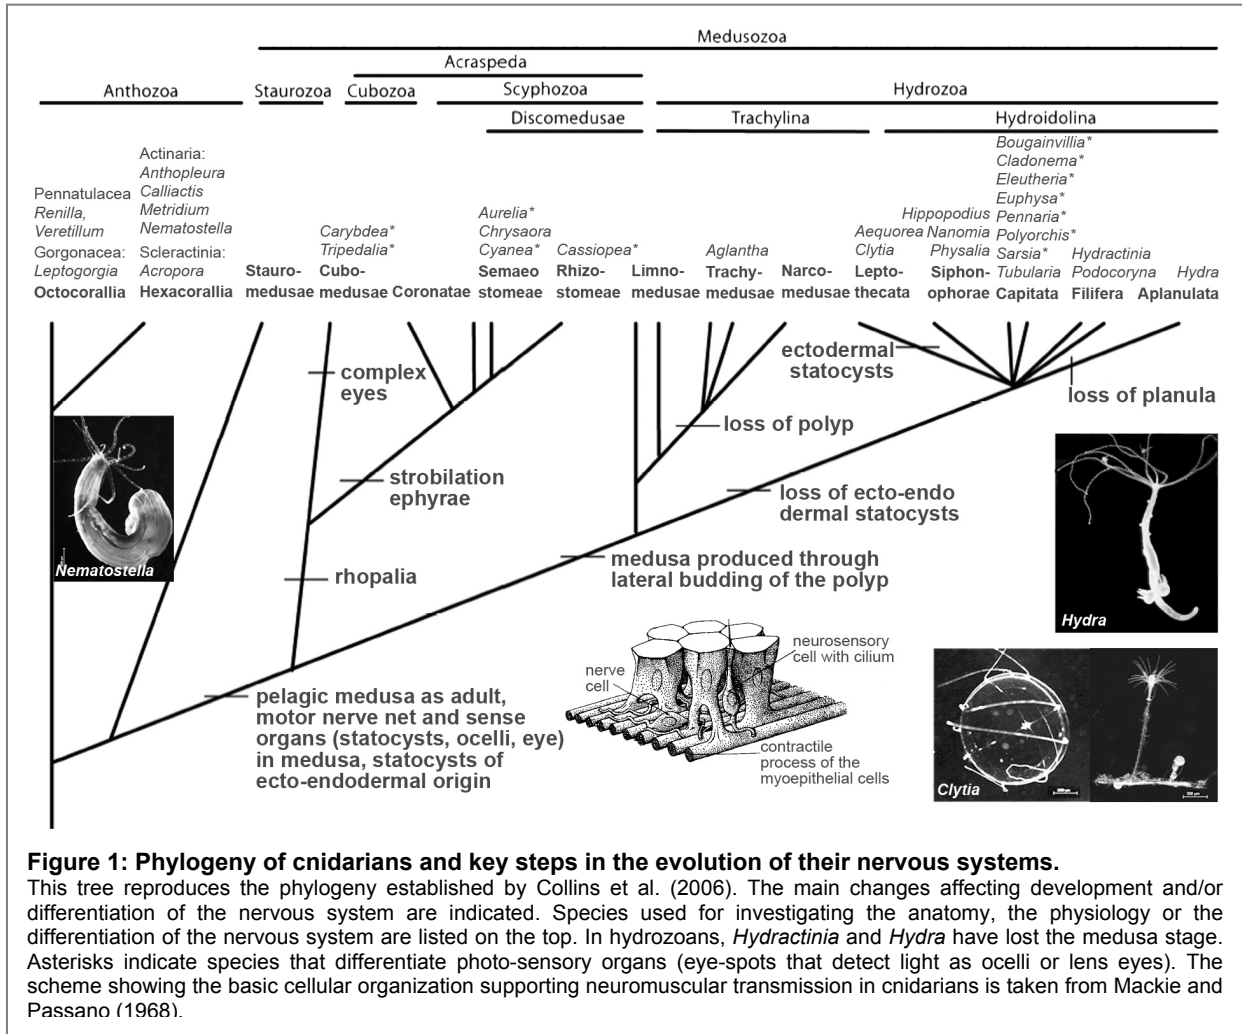 Medusozoa
Acraspeda
Anthozoa
Staurozoa
Cubozoa
Scyphozoa
Hydrozoa
Discomedusae
Trachylina
Hydroidolina
Pennatulacea
Renilla,
Veretillum
Gorgonacea:
Leptogorgia
Octocorallia
Actinaria:
Anthopleura
Calliactis
Metridium
Nematostella
Scleractinia:
Acropora
Hexacorallia
Stauro-
medusae
Carybdea*
Tripedalia*
Cubo-
medusae
Coronatae
Aurelia*
Chrysaora
Cyanea*
Semaeo
stomeae
Cassiopea*
Rhizo-
stomeae
Limno-
medusae
Aglantha
Trachy-
medusae
Narco-
medusae
Aequorea
Clytia
Lepto-
thecata
Hippopodius
Nanomia
Physalia
Siphon-
ophorae
Bougainvillia*
Cladonema*
Eleutheria*
Euphysa*
Pennaria*
Polyorchis*
Sarsia*
Tubularia
Capitata
Hydractinia
Podocoryna
Filifera
Hydra
Aplanulata
complex
eyes
ectodermal
statocysts
loss of planula
loss of polyp
strobilation
ephyrae
loss of ecto-endo
dermal statocysts
rhopalia
medusa produced through
lateral budding of the polyp
pelagic medusa as adult,
motor nerve net and sense
organs (statocysts, ocelli, eye)
in medusa, statocysts of
ecto-endodermal origin
Nematostella
Hydra
Clytia
nerve
cell
neurosensory
cell with cilium
contractile
process of the
myoepithelial cells
Figure 1: Phylogeny of cnidarians and key steps in the evolution of their nervous systems.
This tree reproduces the phylogeny established by Collins et al. (2006). The main changes affecting development and/or
differentiation of the nervous system are indicated. Species used for investigating the anatomy, the physiology or the
differentiation of the nervous system are listed on the top. In hydrozoans, Hydractinia and Hydra have lost the medusa stage.
Asterisks indicate species that differentiate photo-sensory organs (eye-spots that detect light as ocelli or lens eyes). The
scheme showing the basic cellular organization supporting neuromuscular transmission in cnidarians is taken from Mackie and
Passano (1968).